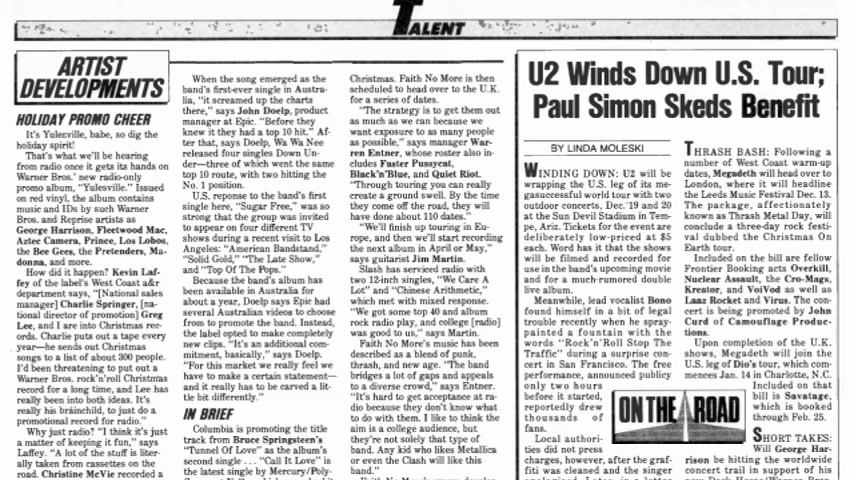 TALENT
ARTIST
DEVELOPMENTS
HOLIDAY PROMO CHEER
It's Yulesville, babe, so dig the
holiday spirit!
That's what we'll be hearing
from radio once it gets its hands on
Warner Bros.' new radio-only
promo album, "Yulesville." Issued
on red vinyl, the album contains
music and IDs by such Warner
Bros. and Reprise artists as
George Harrison, Fleetwood Mac,
Aztec Camera, Prince, Los Lobos,
the Bee Gees, the Pretenders, Ma-
donna, and more.
How did it happen? Kevin Laf-
fey of the label's West Coast a&r
department says, "[National sales
manager] Charlie Springer, [na-
tional director of promotion] Greg
Lee, and I are into Christmas rec-
ords. Charlie puts out a tape every
year—he sends out Christmas
songs to a list of about 300 people.
I'd been threatening to put out a
Warner Bros. rock'n'roll Christmas
record for a long time, and Lee has
really been into both ideas. It's
really his brainchild, to just do a
promotional record for radio.
Why just radio? "I think it's just
a matter of keeping it fun," says
Laffey. "A lot of the stuff is liter-
ally taken from cassettes on the
road. Christine McVie recorded a
When the song emerged as the
band's first-ever single in Austra-
lia, "it screamed up the charts
there," says John Doelp, product
manager at Epic. "Before they
knew it they had a top 10 hit." Af-
ter that, says Doelp, Wa Wa Nee
released four singles Down Un-
der—three of which went the same
top 10 route, with two hitting the
No. 1 position.
U.S. reponse to the band's first
single here, "Sugar Free," was so
strong that the group was invited
to appear on four different TV
shows during a recent visit to Los
Angeles: "American Bandstand,"
"Solid Gold," "The Late Show,"
and "Top Of The Pops."
Because the band's album has
been available in Australia for
about a year, Doelp says Epic had
several Australian videos to choose
from to promote the band. Instead,
the label opted to make completely
new clips. "It's an additional com-
mitment, basically," says Doelp.
"For this market we really feel we
have to make a certain statement—
and it really has to be carved a lit-
tle bit differently."
IN BRIEF
Columbia is promoting the title
track from Bruce Springsteen's
"Tunnel Of Love" as the album's
second single . . . "Call It Love" is
the latest single by Mercury/Poly-
Christmas. Faith No More is then
scheduled to head over to the U.K.
for a series of dates.
"The strategy is to get them out
as much as we can because we
want exposure to as many people
as possible," says manager War-
ren Entner, whose roster also in-
cludes Faster Pussycat,
Black'n'Blue, and Quiet Riot.
"Through touring you can really
create a ground swell. By the time
they come off the road, they will
have done about 110 dates."
"We'll finish up touring in Eu-
rope, and then we'll start recording
the next album in April or May,"
says guitarist Jim Martin.
Slash has serviced radio with
two 12-inch singles, "We Care A
Lot" and "Chinese Arithmetic,"
which met with mixed response.
"We got some top 40 and album
rock radio play, and college [radio]
was good to us," says Martin.
Faith No More's music has been
described as a blend of punk,
thrash, and new age. "The band
bridges a lot of gaps and appeals
to a diverse crowd," says Entner.
"It's hard to get acceptance at ra-
dio because they don't know what
to do with them. I like to think the
aim is a college audience, but
they're not solely that type of
band. Any kid who likes Metallica
or even the Clash will like this
band."
U2 Winds Down U.S. Tour;
Paul Simon Skeds Benefit
BY LINDA MOLESKI
WINDING DOWN: U2 will be
wrapping the U.S. leg of its me-
gasuccessful world tour with two
outdoor concerts, Dec. 19 and 20
at the Sun Devil Stadium in Tem-
pe, Ariz. Tickets for the event are
deliberately low-priced at $5
each. Word has it that the shows
will be filmed and recorded for
use in the band's upcoming movie
and for a much-rumored double
live album.
Meanwhile, lead vocalist Bono
found himself in a bit of legal
trouble recently when he spray-
painted a fountain with the
words "Rock'n'Roll Stop The
Traffic" during a surprise con-
cert in San Francisco. The free
performance, announced publicly
only two hours
before it started,
reportedly drew
thousands of
fans.
Local authori-
ties did not press
charges, however, after the graf-
fiti was cleaned and the singer
ON THE ROAD
THRASH BASH: Following a
number of West Coast warm-up
dates, Megadeth will head over to
London, where it will headline
the Leeds Music Festival Dec. 13.
The package, affectionately
known as Thrash Metal Day, will
conclude a three-day rock festi-
val dubbed the Christmas On
Earth tour.
Included on the bill are fellow
Frontier Booking acts Overkill,
Nuclear Assault, the Cro-Mags,
Kreator, and VoiVod as well as
Laaz Rocket and Virus. The con-
cert is being promoted by John
Curd of Camouflage Produc-
tions.
Upon completion of the U.K.
shows, Megadeth will join the
U.S. leg of Dio's tour, which com-
mences Jan. 14 in Charlotte, N.C.
Included on that
bill is Savatage,
which is booked
through Feb. 25.
SHORT TAKES:
Will George Har-
rison be hitting the worldwide
concert trail in support of his